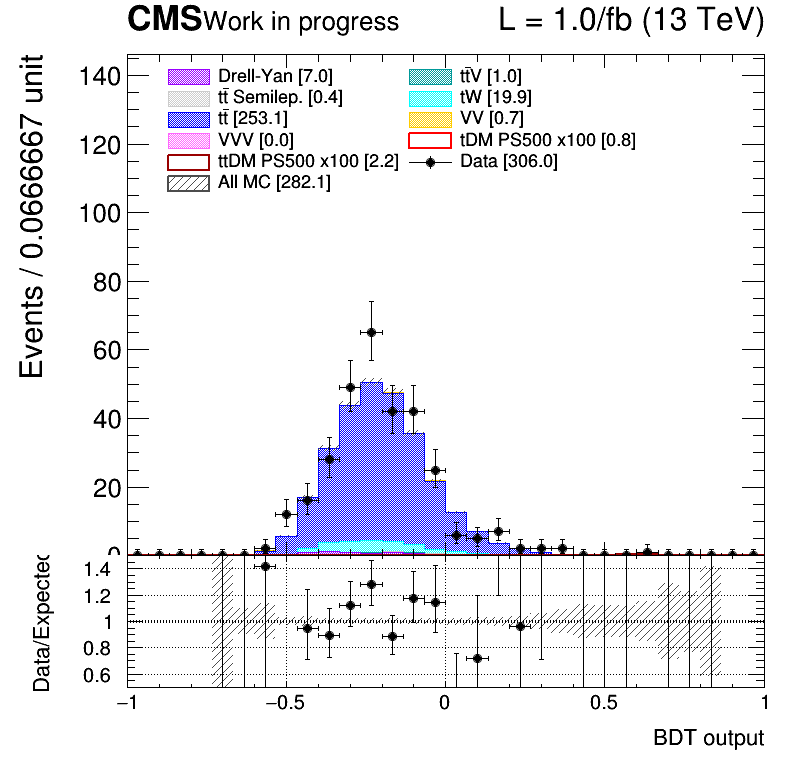 CMS Work in progress L = 1.0/fb (13 TeV)
Events / 0.0666667 unit
140
120
100
80
60
40
20
0
Drell-Yan [7.0] tt̄V [1.0]
tt̄ Semilep. [0.4] tW [19.9]
tt̄ [253.1] VV [0.7]
VVV [0.0] tDM PS500 x100 [0.8]
ttDM PS500 x100 [2.2] Data [306.0]
All MC [282.1]
Data/Expected
1.4
1.2
1
0.8
0.6
−1 −0.5 0 0.5 1
BDT output